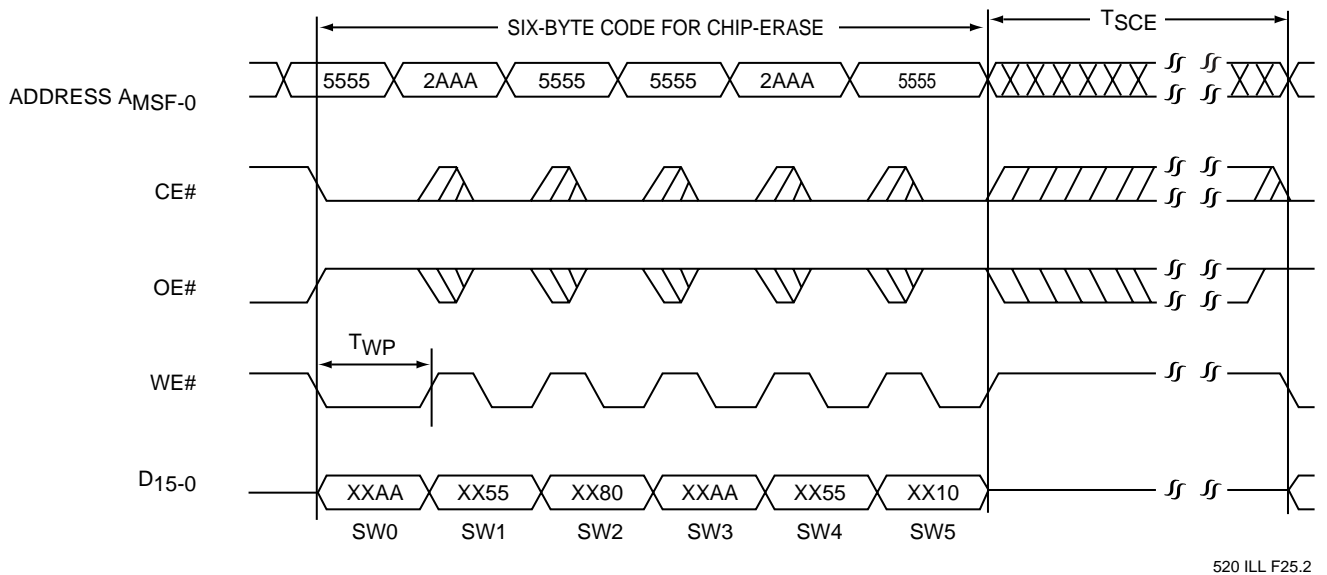 SIX-BYTE CODE FOR CHIP-ERASE TSCE
ADDRESS AMSF-0 5555 2AAA 5555 5555 2AAA 5555
CE#
OE#
TWP
WE#
D15-0 XXAA XX55 XX80 XXAA XX55 XX10
SW0 SW1 SW2 SW3 SW4 SW5
520 ILL F25.2